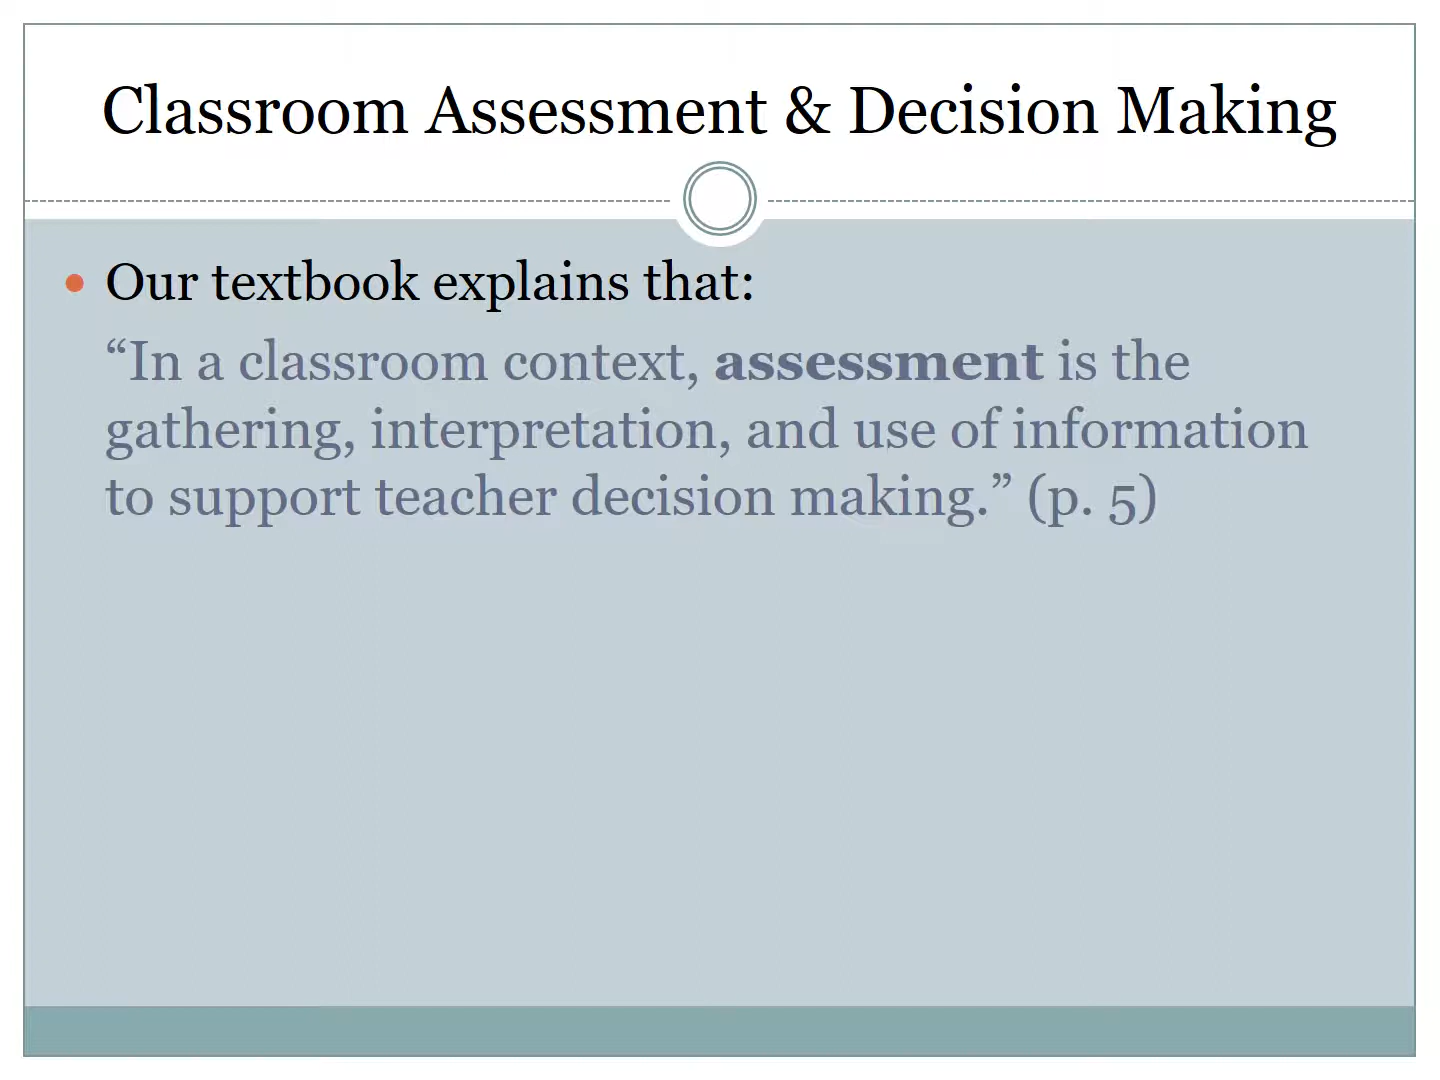 Classroom Assessment & Decision Making
• Our textbook explains that:
“In a classroom context, assessment is the
gathering, interpretation, and use of information
to support teacher decision making.” (p. 5)